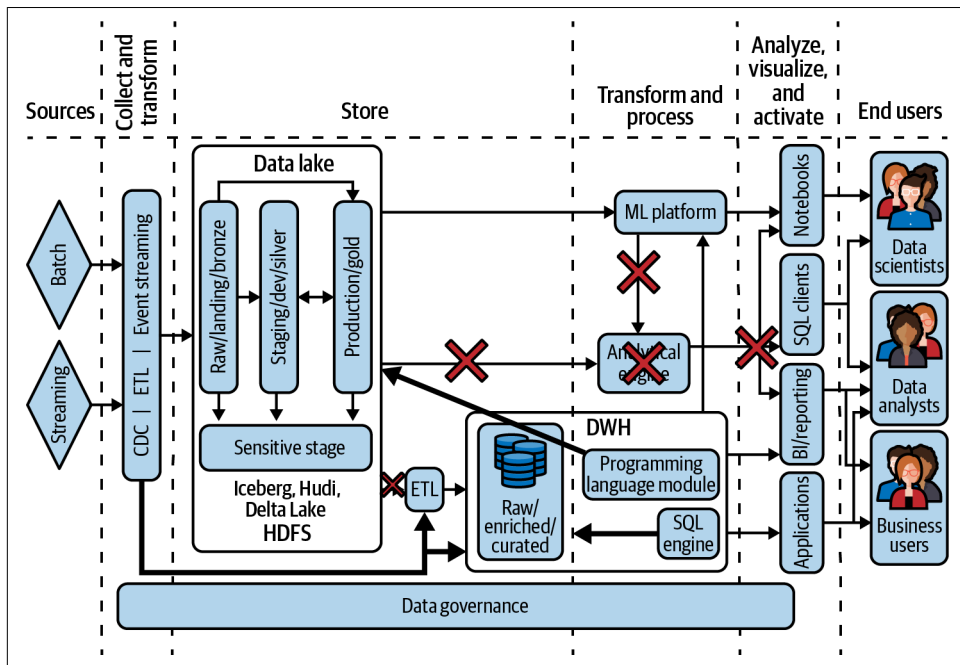 Sources
Collect and
transform
Store
Transform and
process
Analyze,
visualize,
and
activate
End users
Batch
Streaming
CDC | ETL | Event streaming
Data lake
Raw/landing/bronze
Staging/dev/silver
Production/gold
Sensitive stage
Iceberg, Hudi,
Delta Lake
HDFS
ETL
ML platform
Analytical
engine
DWH
Raw/
enriched/
curated
Programming
language module
SQL
engine
Notebooks
SQL clients
BI/reporting
Applications
Data
scientists
Data
analysts
Business
users
Data governance